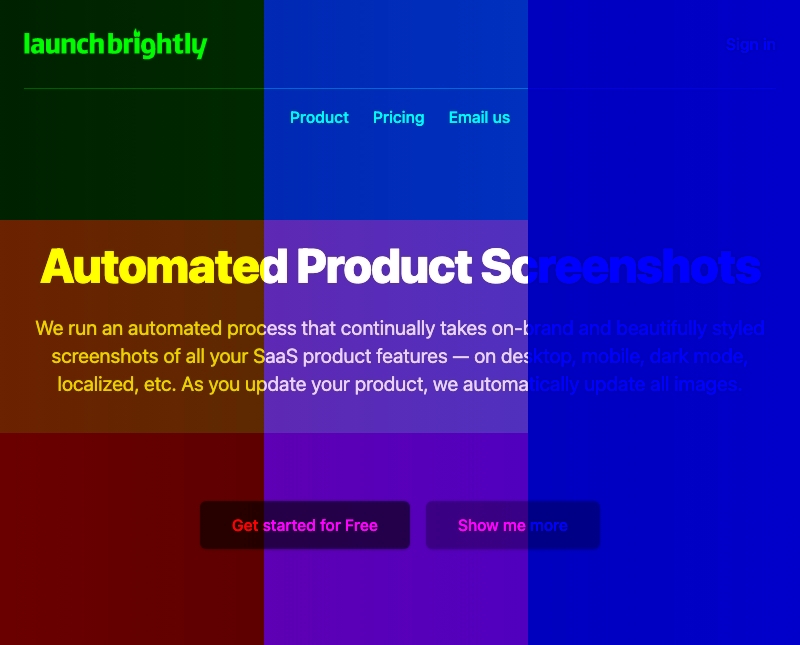 launchbrightly
Sign in
Product Pricing Email us
Automated Product Screenshots
We run an automated process that continually takes on-brand and beautifully styled
screenshots of all your SaaS product features — on desktop, mobile, dark mode,
localized, etc. As you update your product, we automatically update all images.
Get started for Free
Show me more